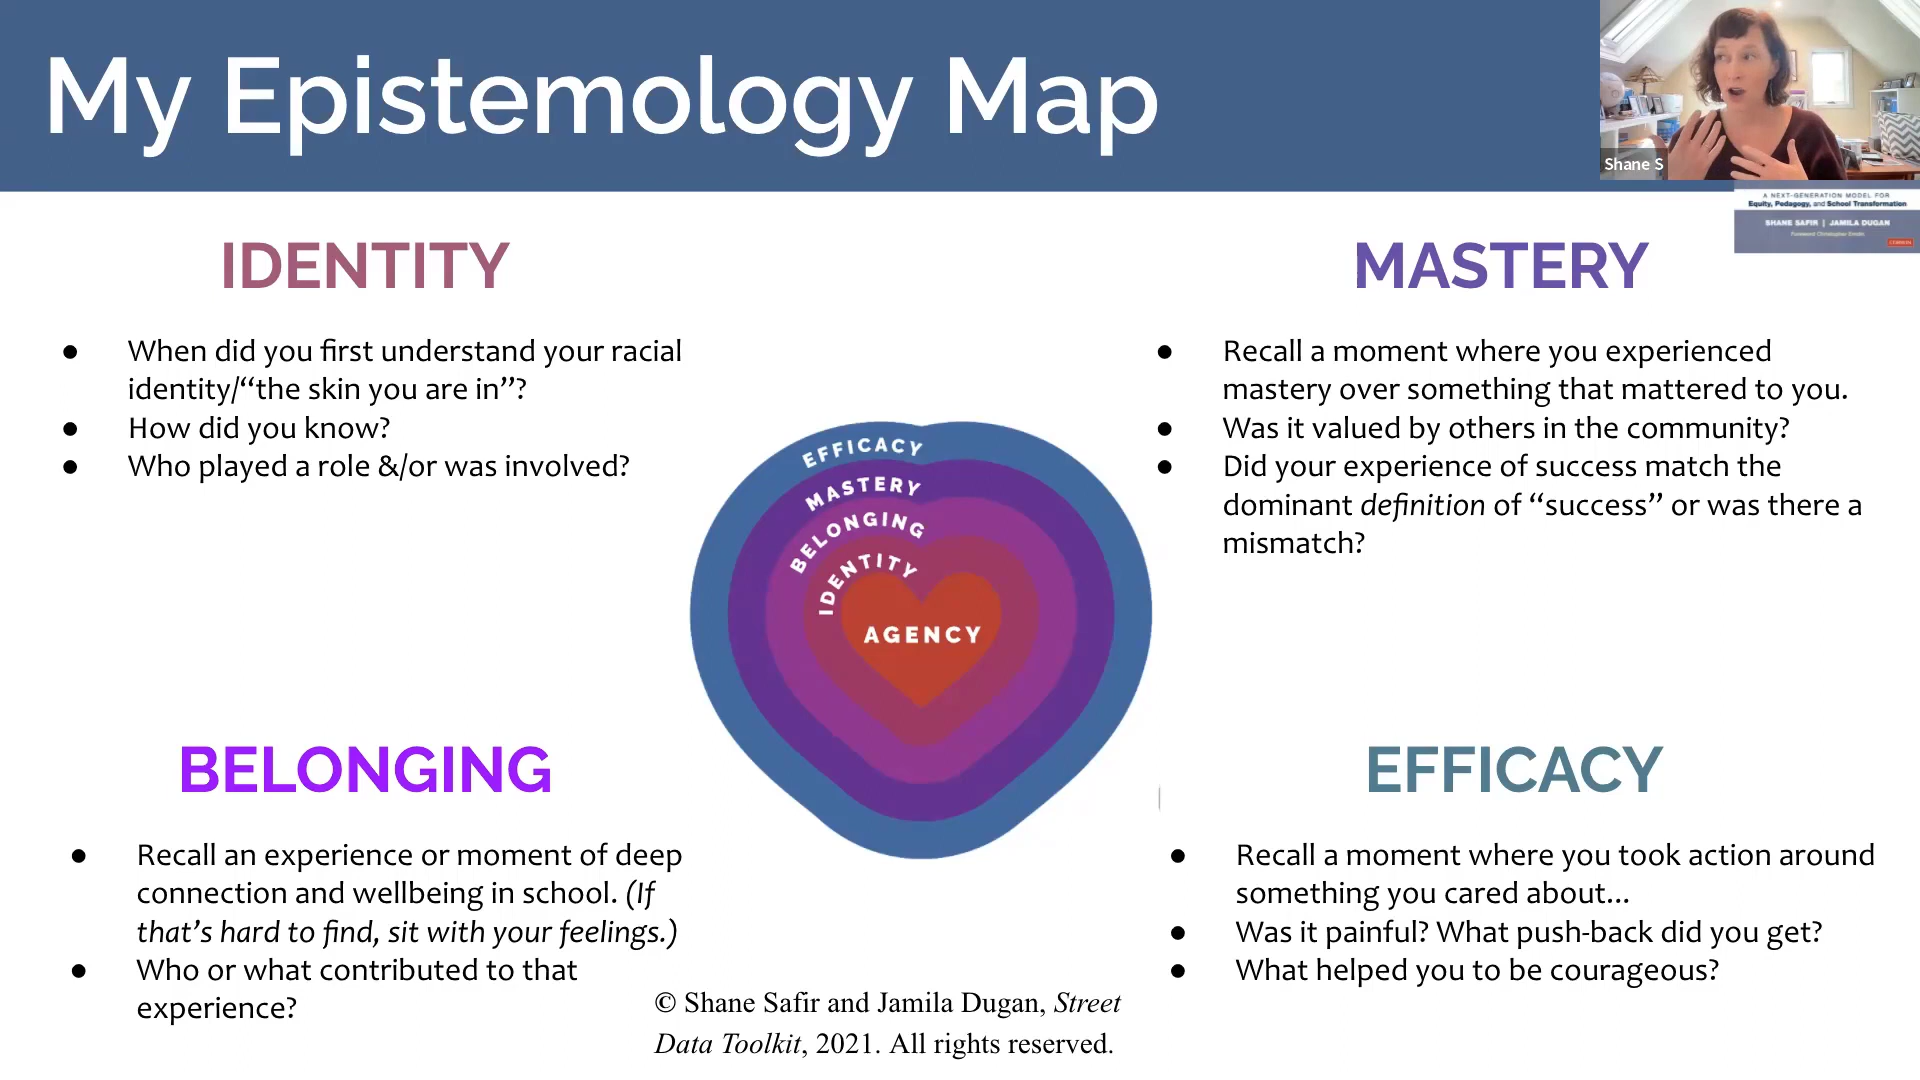 My Epistemology Map
Shane S
A NEXT-GENERATION MODEL FOR
Equity, Pedagogy, and School Transformation
SHANE SAFIR | JAMILA DUGAN
IDENTITY
● When did you first understand your racial
identity/“the skin you are in”?
● How did you know?
● Who played a role &/or was involved?
MASTERY
● Recall a moment where you experienced
mastery over something that mattered to you.
● Was it valued by others in the community?
● Did your experience of success match the
dominant definition of “success” or was there a
mismatch?
EFFICACY
MASTERY
BELONGING
IDENTITY
AGENCY
BELONGING
● Recall an experience or moment of deep
connection and wellbeing in school. (If
that’s hard to find, sit with your feelings.)
● Who or what contributed to that
experience?
EFFICACY
● Recall a moment where you took action around
something you cared about...
● Was it painful? What push-back did you get?
● What helped you to be courageous?
© Shane Safir and Jamila Dugan, Street
Data Toolkit, 2021. All rights reserved.